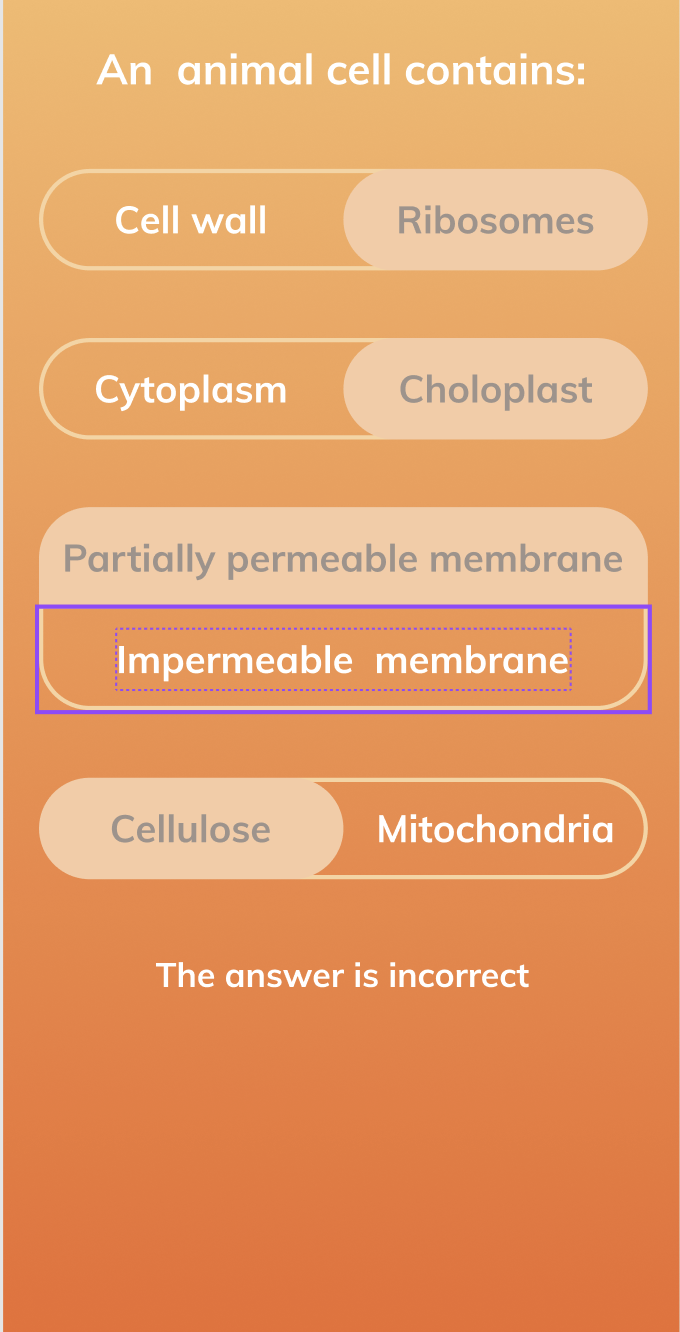 An  animal cell contains:
Cell wall Ribosomes
Cytoplasm Choloplast
Partially permeable membrane
Impermeable  membrane
Cellulose Mitochondria
The answer is incorrect